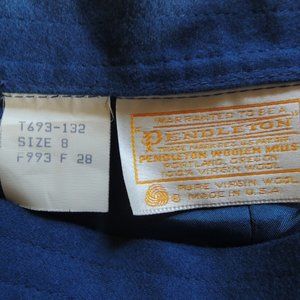 T693-132
SIZE 8
F993 F 28
"WARRANTED TO BE A
PENDLETON
PENDLETON WOOLEN MILLS
PORTLAND, OREGON
100% VIRGIN WOOL
PURE VIRGIN WOOL
8 MADE IN U.S.A.